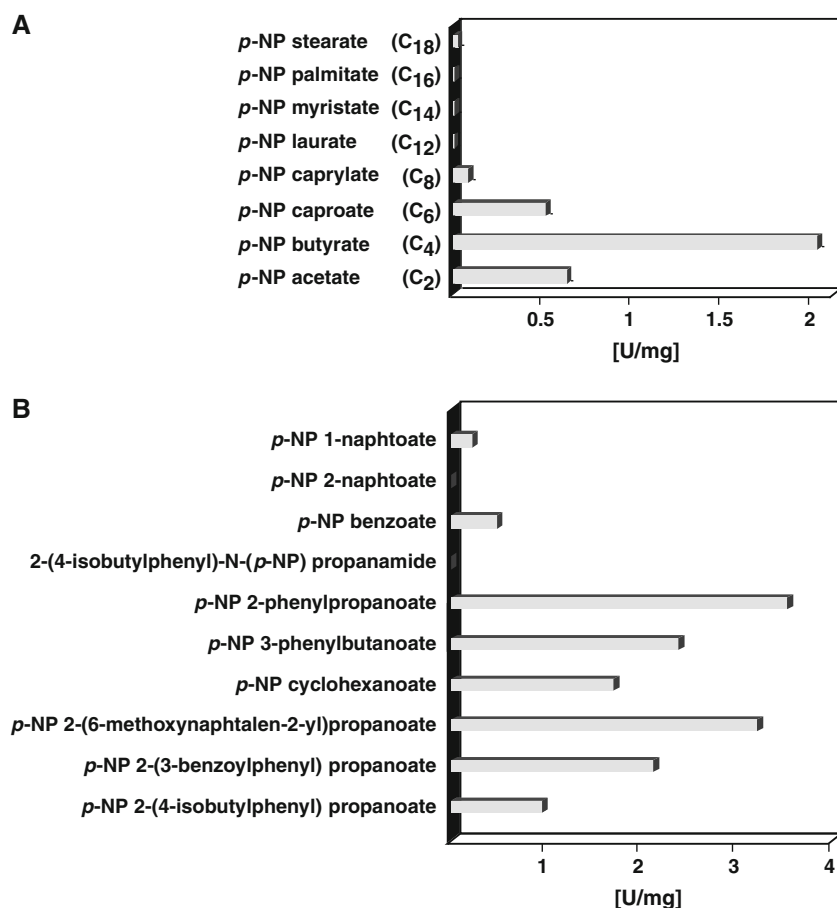 A
p-NP stearate (C18)
p-NP palmitate (C16)
p-NP myristate (C14)
p-NP laurate (C12)
p-NP caprylate (C8)
p-NP caproate (C6)
p-NP butyrate (C4)
p-NP acetate (C2)
0.5 1 1.5 2
[U/mg]
B
p-NP 1-naphtoate
p-NP 2-naphtoate
p-NP benzoate
2-(4-isobutylphenyl)-N-(p-NP) propanamide
p-NP 2-phenylpropanoate
p-NP 3-phenylbutanoate
p-NP cyclohexanoate
p-NP 2-(6-methoxynaphtalen-2-yl)propanoate
p-NP 2-(3-benzoylphenyl) propanoate
p-NP 2-(4-isobutylphenyl) propanoate
1 2 3 4
[U/mg]